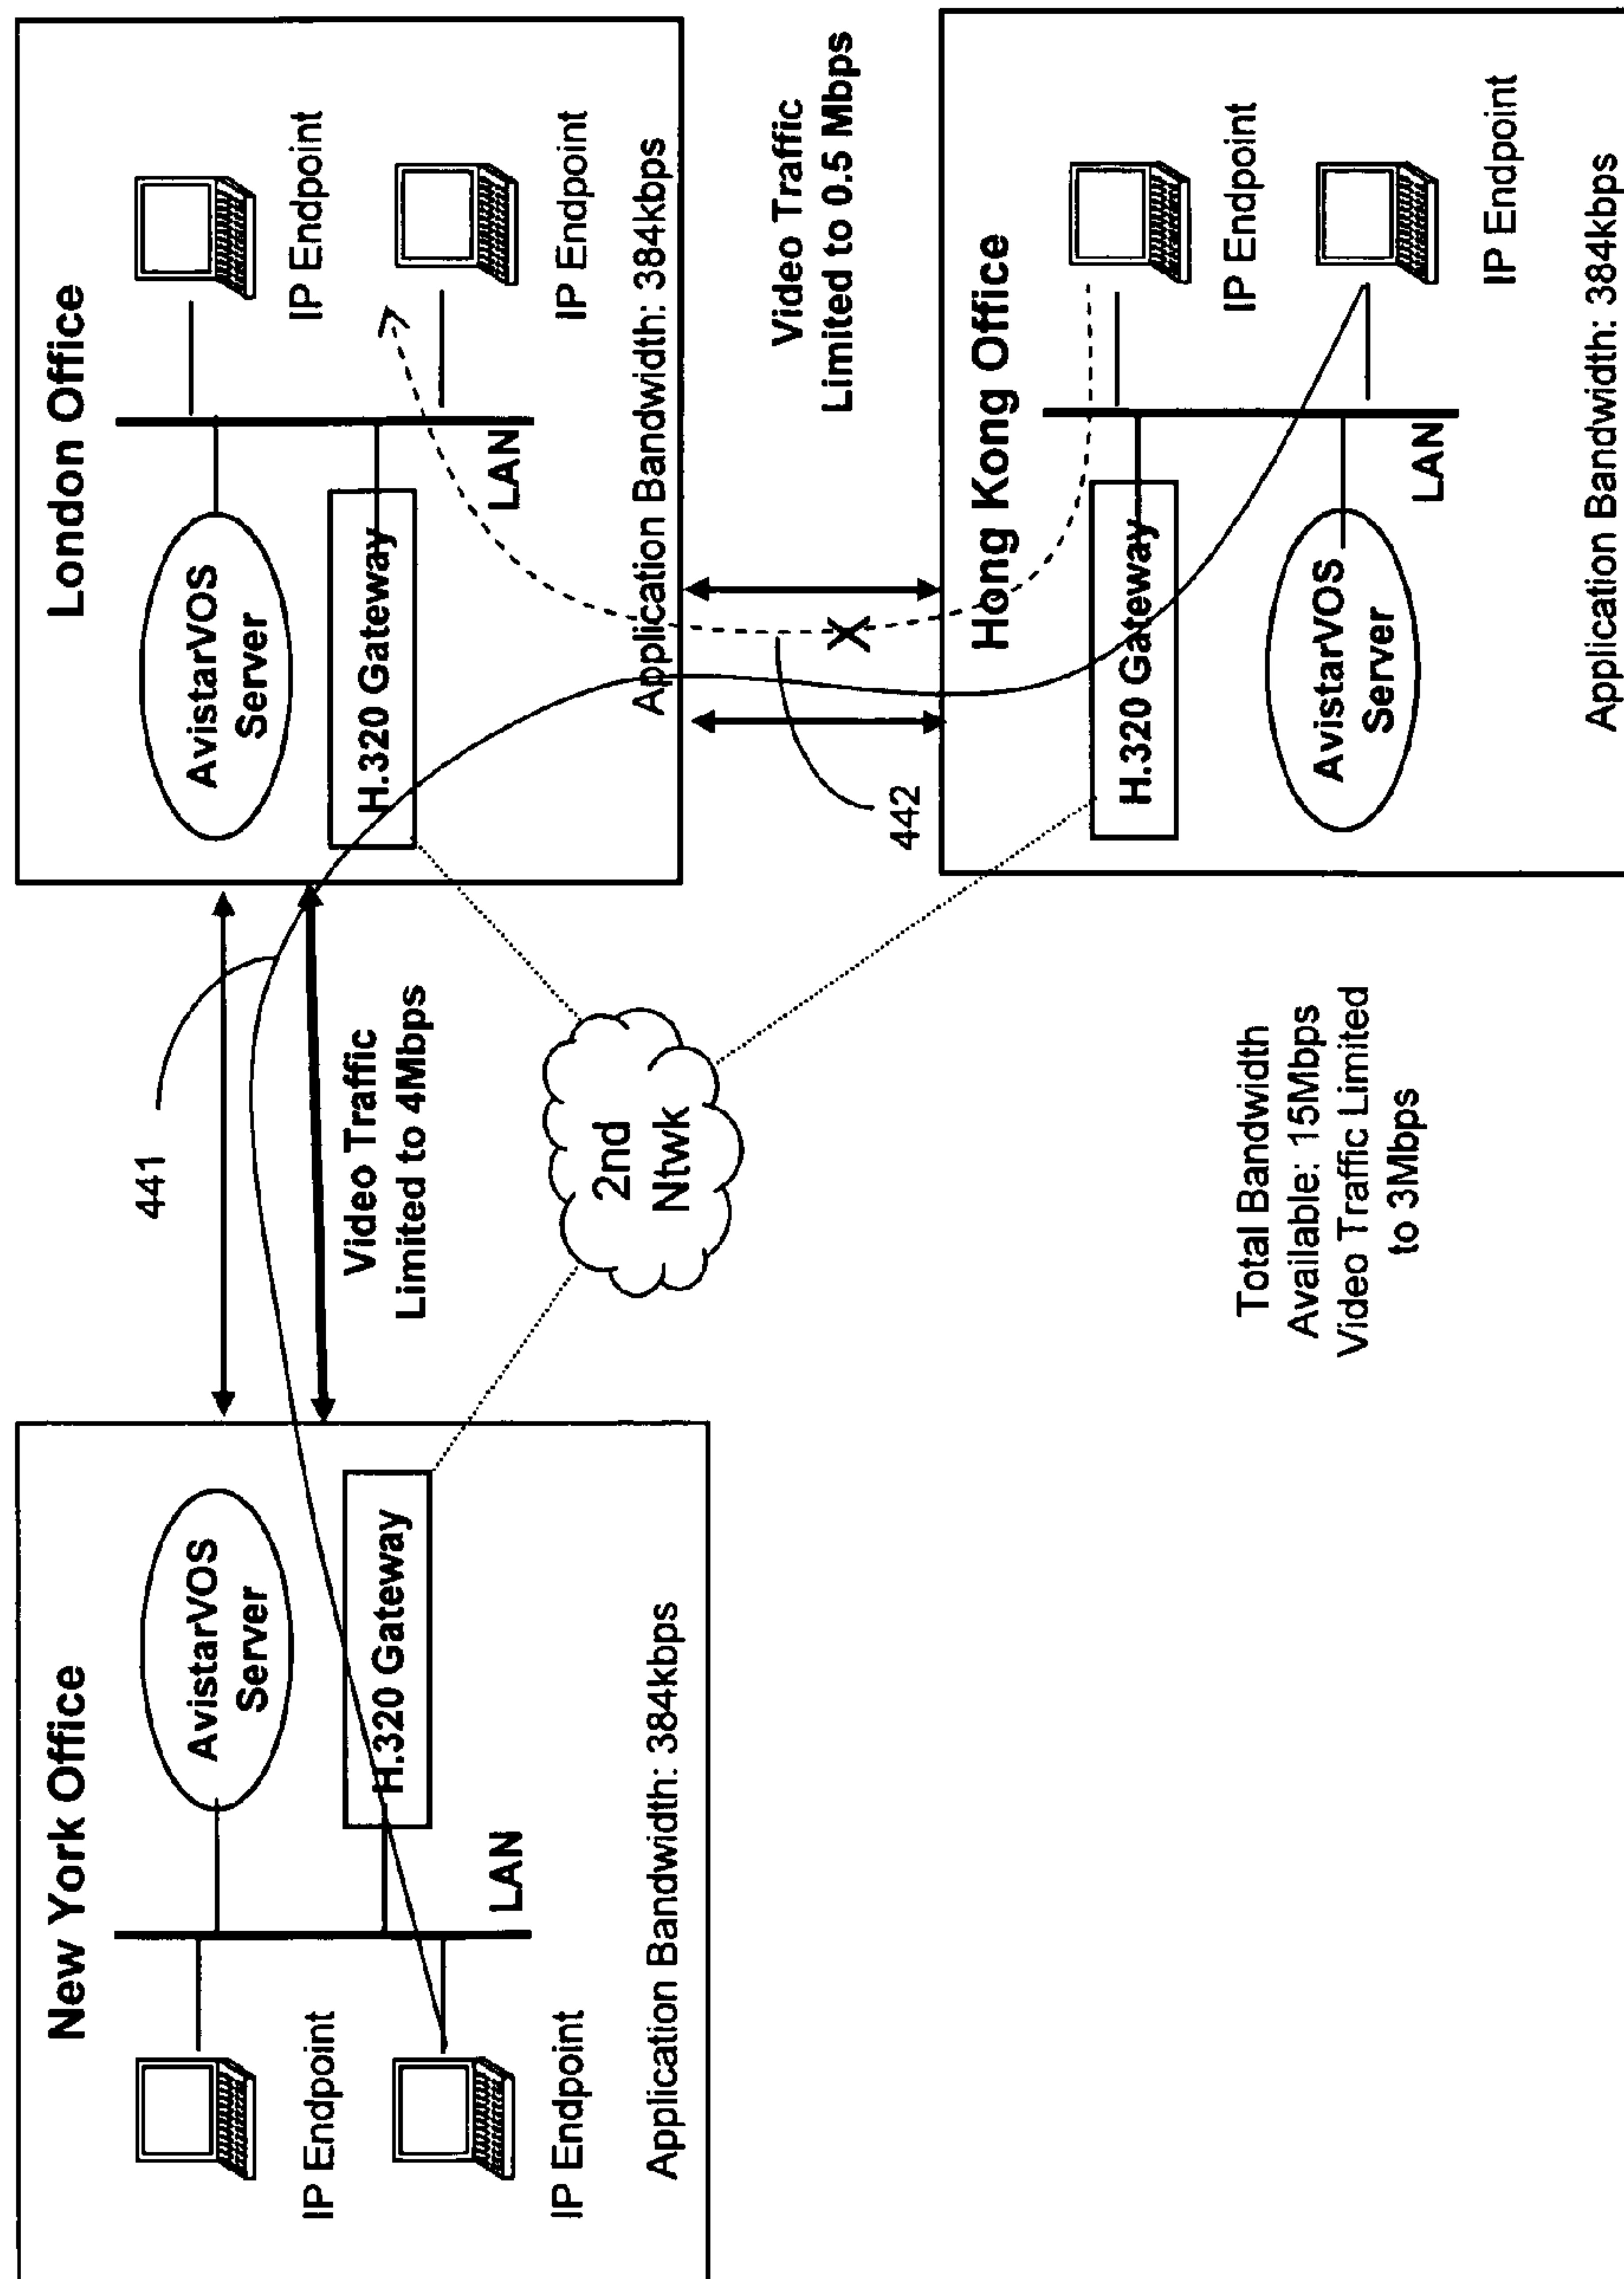 New York Office
AvistarVOS
Server
H.320 Gateway
LAN
IP Endpoint
IP Endpoint
Application Bandwidth: 384kbps
441
Video Traffic
Limited to 4Mbps
2nd
Ntwk
London Office
AvistarVOS
Server
H.320 Gateway
LAN
IP Endpoint
IP Endpoint
Application Bandwidth: 384kbps
442
X
Video Traffic
Limited to 0.5 Mbps
Hong Kong Office
H.320 Gateway
AvistarVOS
Server
LAN
IP Endpoint
IP Endpoint
Application Bandwidth: 384kbps
Total Bandwidth
Available: 15Mbps
Video Traffic Limited
to 3Mbps